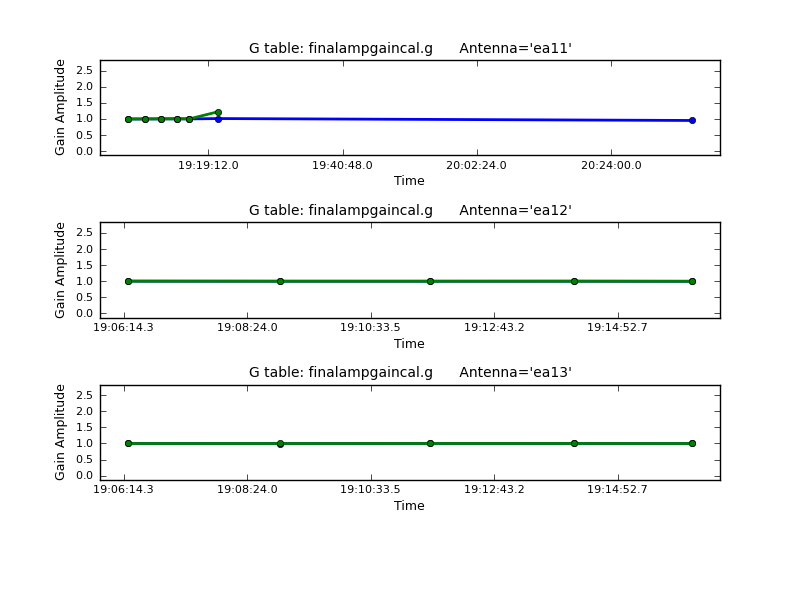 G table: finalampgaincal.g Antenna='ea11'
Gain Amplitude
2.5
2.0
1.5
1.0
0.5
0.0
19:19:12.0 19:40:48.0 20:02:24.0 20:24:00.0
Time
G table: finalampgaincal.g Antenna='ea12'
Gain Amplitude
2.5
2.0
1.5
1.0
0.5
0.0
19:06:14.3 19:08:24.0 19:10:33.5 19:12:43.2 19:14:52.7
Time
G table: finalampgaincal.g Antenna='ea13'
Gain Amplitude
2.5
2.0
1.5
1.0
0.5
0.0
19:06:14.3 19:08:24.0 19:10:33.5 19:12:43.2 19:14:52.7
Time